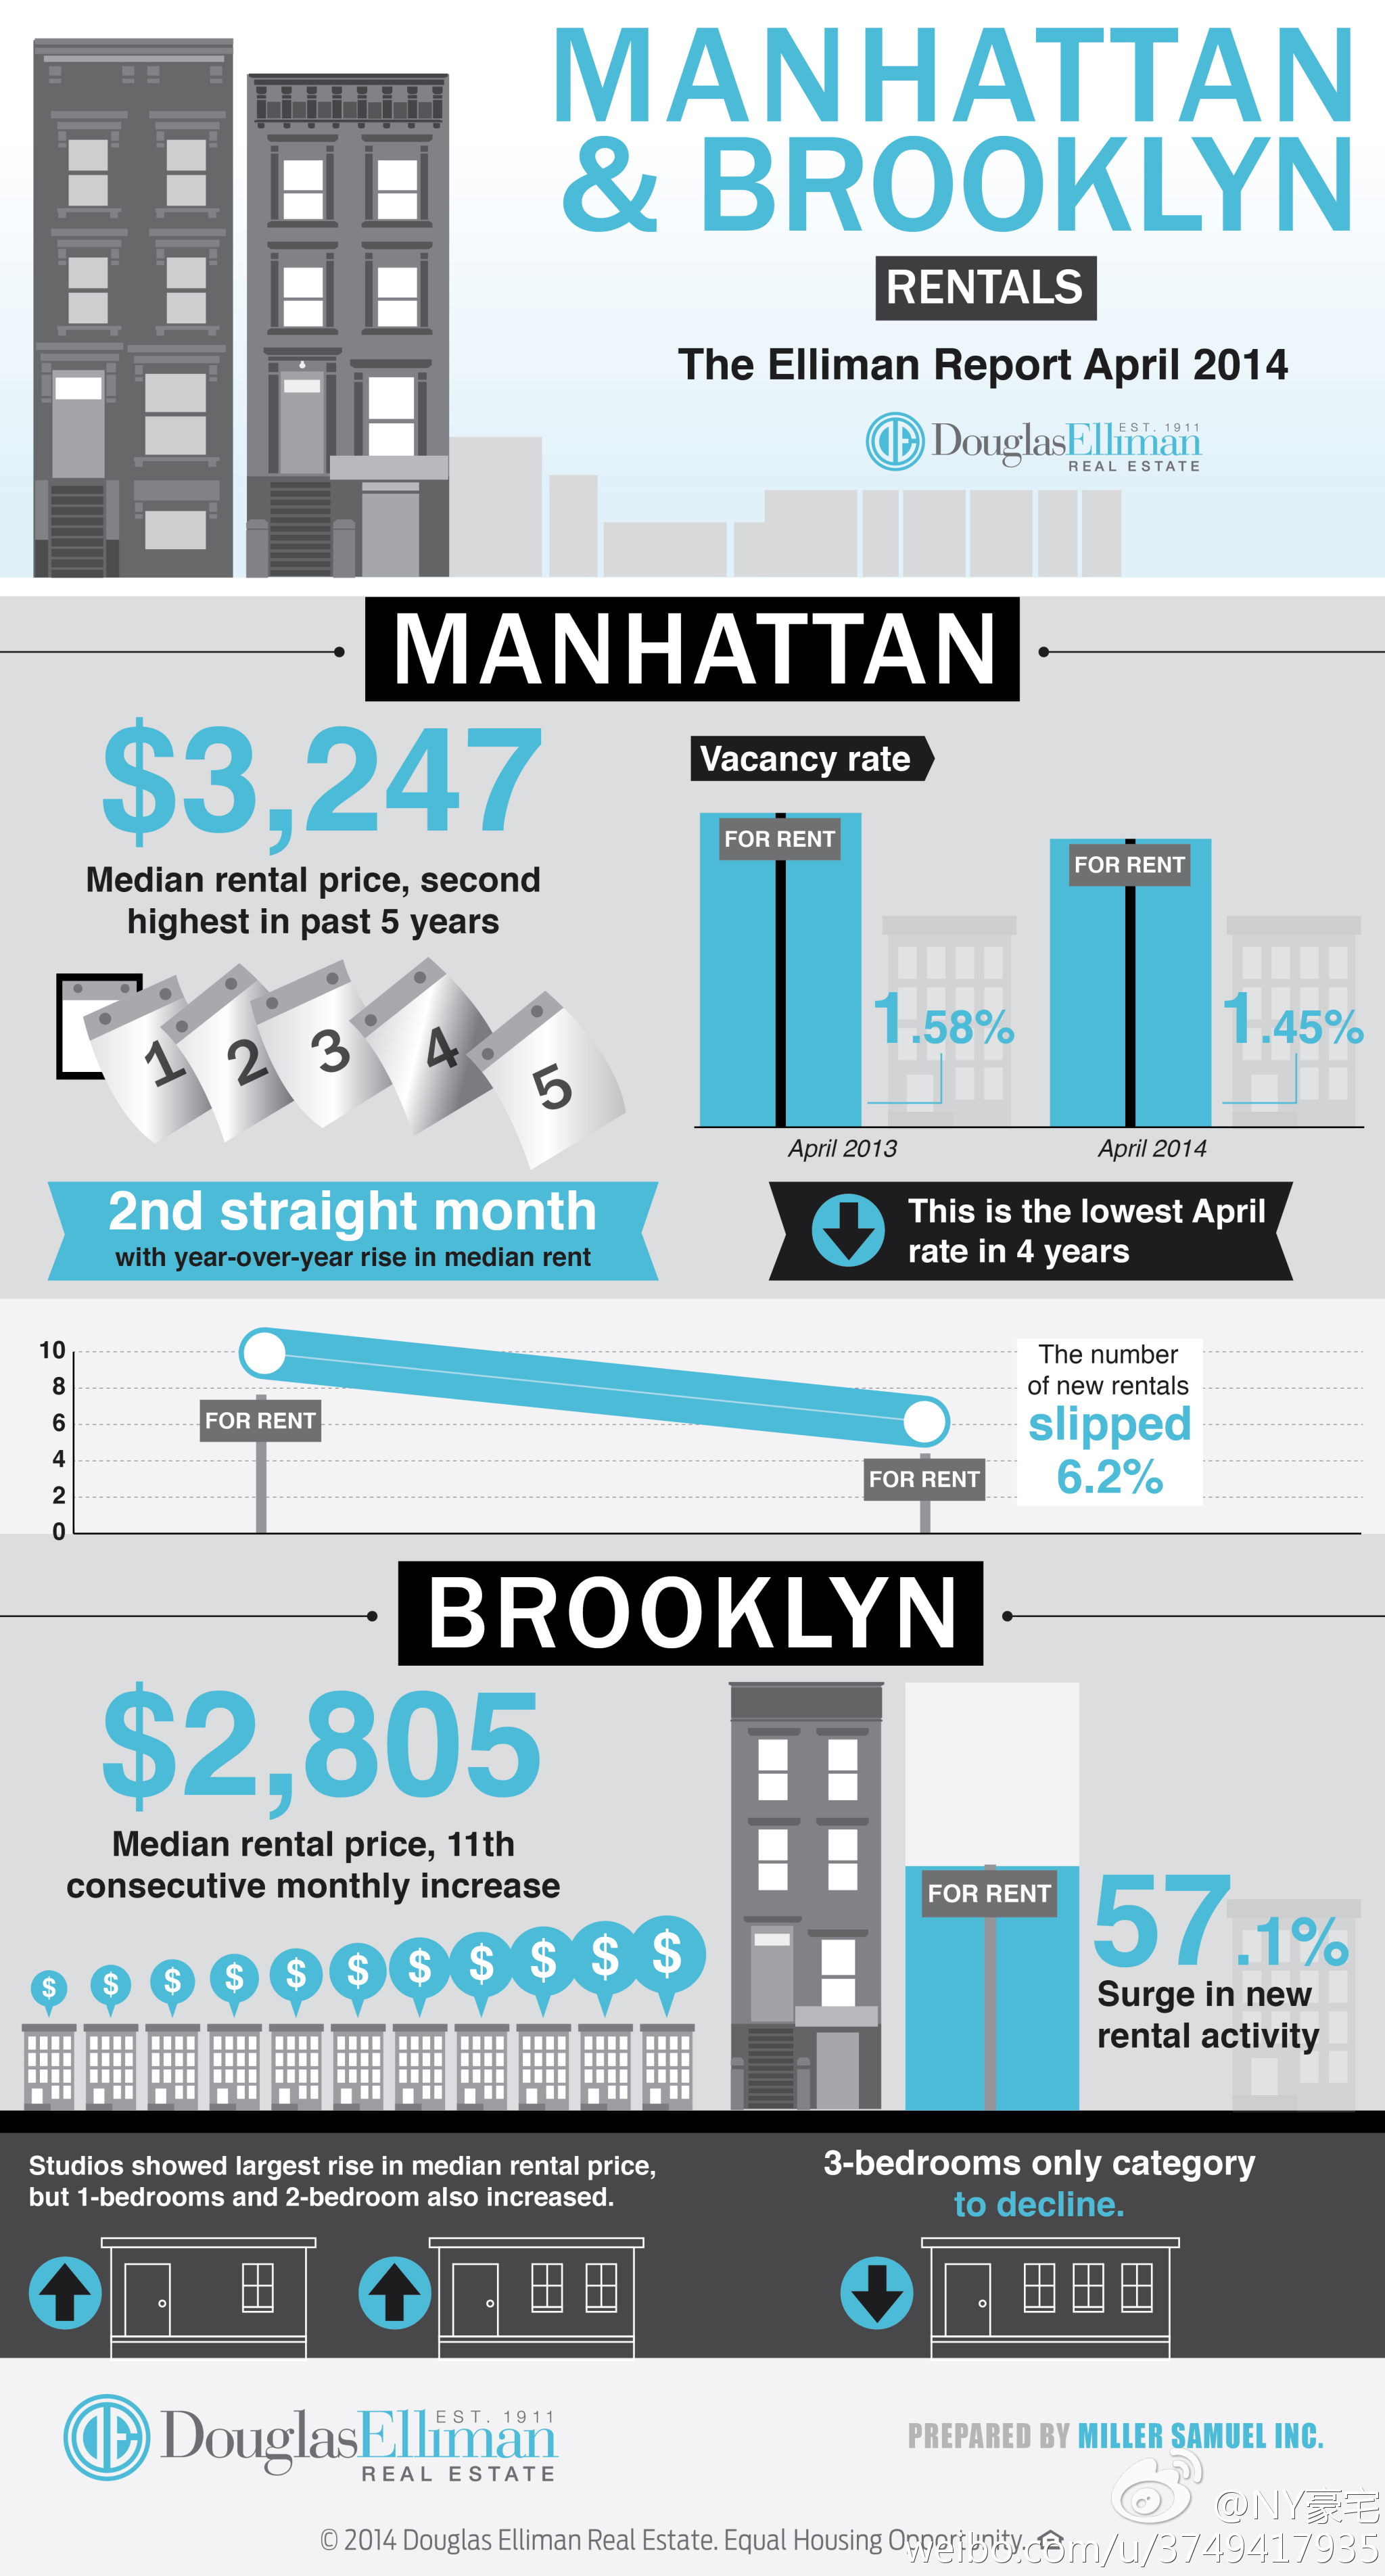 MANHATTAN
& BROOKLYN
RENTALS
The Elliman Report April 2014
EST. 1911
DouglasElliman
REAL ESTATE
MANHATTAN
$3,247
Median rental price, second
highest in past 5 years
1
2
3
4
5
2nd straight month
with year-over-year rise in median rent
Vacancy rate
FOR RENT
FOR RENT
1.58%
1.45%
April 2013
April 2014
This is the lowest April
rate in 4 years
10
8
6
4
2
0
FOR RENT
FOR RENT
The number
of new rentals
slipped
6.2%
BROOKLYN
$2,805
Median rental price, 11th
consecutive monthly increase
$ $ $ $ $ $ $ $ $ $ $
FOR RENT
57.1%
Surge in new
rental activity
Studios showed largest rise in median rental price,
but 1-bedrooms and 2-bedroom also increased.
3-bedrooms only category
to decline.
EST. 1911
DouglasElliman
REAL ESTATE
PREPARED BY MILLER SAMUEL INC.
@NY豪宅
© 2014 Douglas Elliman Real Estate. Equal Housing Opportunity.
weibo.com/u/3749417935